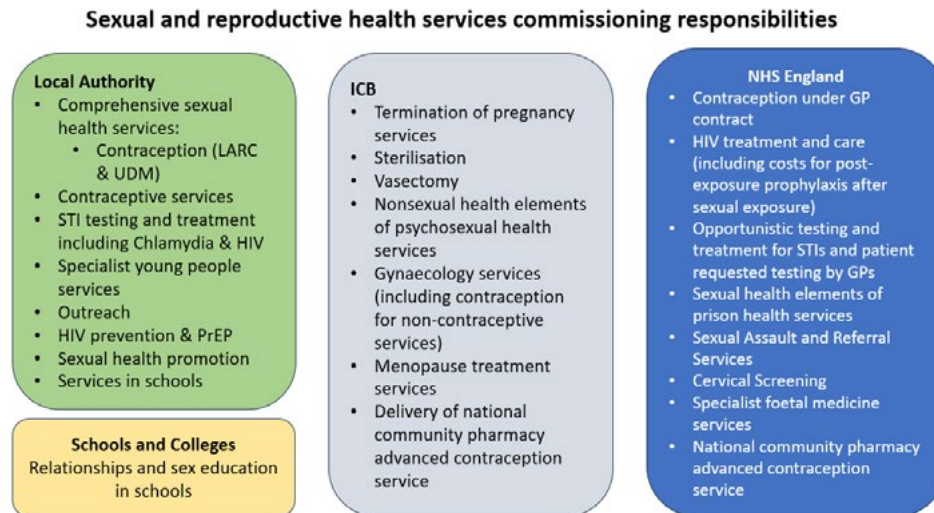 Sexual and reproductive health services commissioning responsibilities
Local Authority
• Comprehensive sexual
health services:
• Contraception (LARC
& UDM)
• Contraceptive services
• STI testing and treatment
including Chlamydia & HIV
• Specialist young people
services
• Outreach
• HIV prevention & PrEP
• Sexual health promotion
• Services in schools
Schools and Colleges
Relationships and sex education
in schools
ICB
• Termination of pregnancy
services
• Sterilisation
• Vasectomy
• Nonsexual health elements
of psychosexual health
services
• Gynaecology services
(including contraception
for non-contraceptive
services)
• Menopause treatment
services
• Delivery of national
community pharmacy
advanced contraception
service
NHS England
• Contraception under GP
contract
• HIV treatment and care
(including costs for post-
exposure prophylaxis after
sexual exposure)
• Opportunistic testing and
treatment for STIs and patient
requested testing by GPs
• Sexual health elements of
prison health services
• Sexual Assault and Referral
Services
• Cervical Screening
• Specialist foetal medicine
services
• National community pharmacy
advanced contraception
service